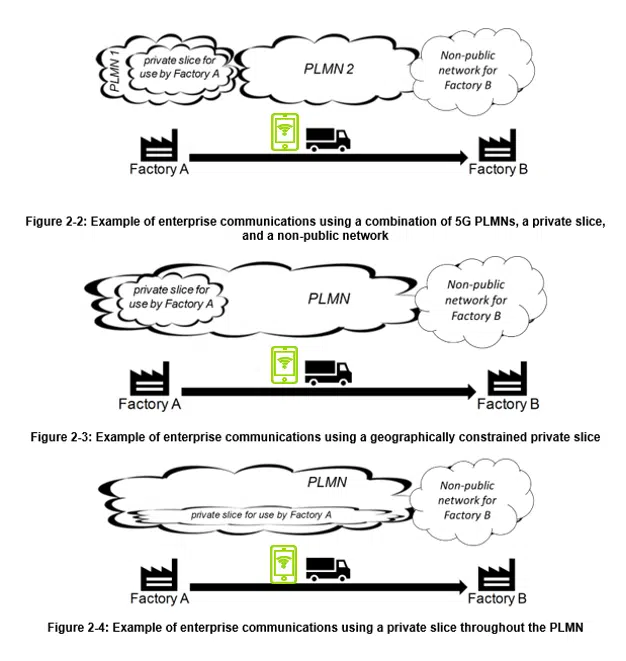 PLMN 1
private slice for
use by Factory A
PLMN 2
Non-public
network for
Factory B
Factory A
Factory B
Figure 2-2: Example of enterprise communications using a combination of 5G PLMNs, a private slice,
and a non-public network
private slice for
use by Factory A
PLMN
Non-public
network for
Factory B
Factory A
Factory B
Figure 2-3: Example of enterprise communications using a geographically constrained private slice
PLMN
private slice for use by Factory A
Non-public
network for
Factory B
Factory A
Factory B
Figure 2-4: Example of enterprise communications using a private slice throughout the PLMN